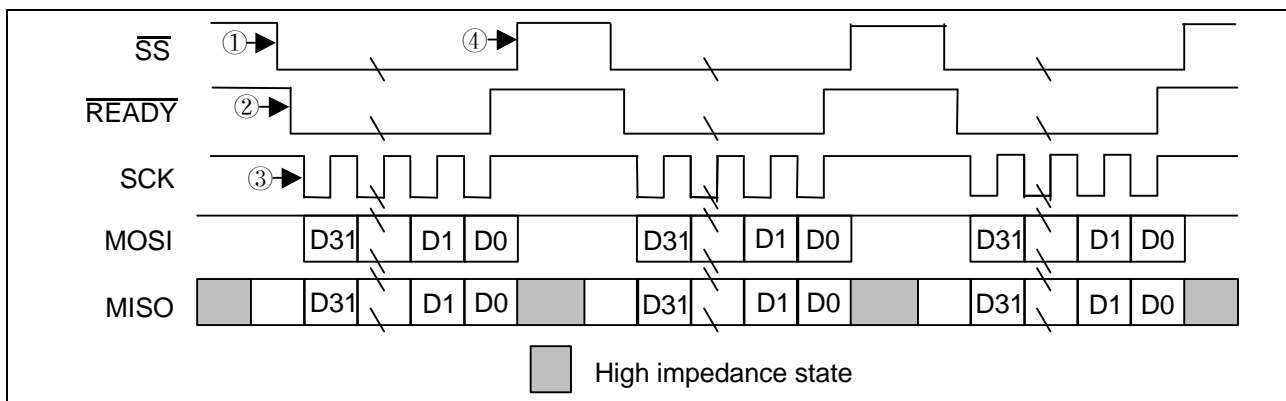 SS ① ④
READY ②
SCK ③
MOSI D31 D1 D0 D31 D1 D0 D31 D1 D0
MISO D31 D1 D0 D31 D1 D0 D31 D1 D0
High impedance state